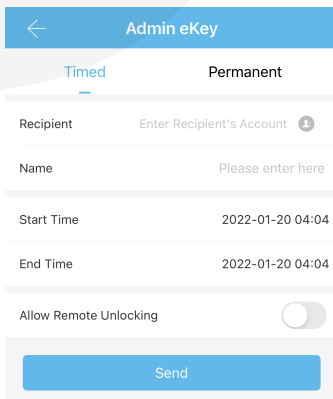 Admin eKey
Timed Permanent
Recipient Enter Recipient's Account
Name Please enter here
Start Time 2022-01-20 04:04
End Time 2022-01-20 04:04
Allow Remote Unlocking
Send